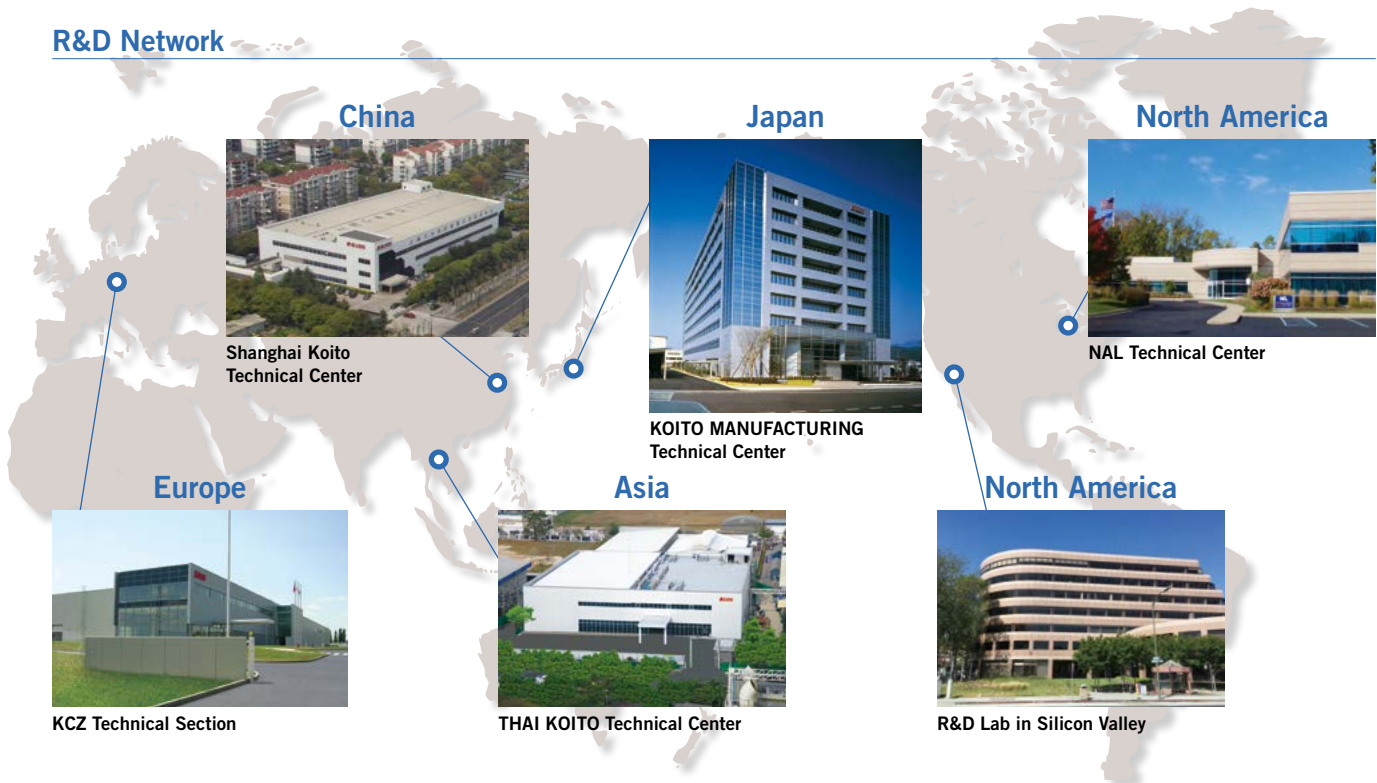 R&D Network
China
Shanghai Koito
Technical Center
Japan
KOITO MANUFACTURING
Technical Center
North America
NAL Technical Center
Europe
KCZ Technical Section
Asia
THAI KOITO Technical Center
North America
R&D Lab in Silicon Valley